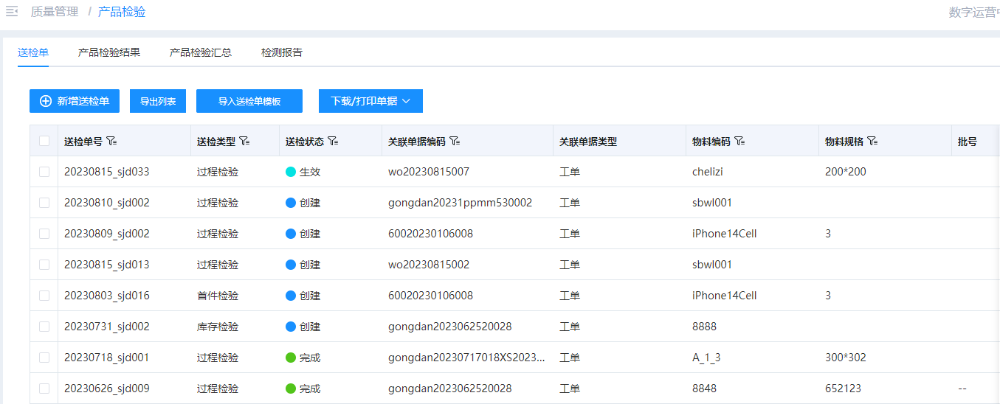 质量管理 / 产品检验 数字运营
送检单 产品检验结果 产品检验汇总 检测报告
新增送检单 导出列表 导入送检单模板 下载/打印单据
送检单号 送检类型 送检状态 关联单据编码 关联单据类型 物料编码 物料规格 批号
20230815_sjd033 过程检验 生效 wo20230815007 工单 chelizi 200*200
20230810_sjd002 过程检验 创建 gongdan20231ppmm530002 工单 sbwl001
20230809_sjd002 过程检验 创建 60020230106008 工单 iPhone14Cell 3
20230815_sjd013 过程检验 创建 wo20230815002 工单 sbwl001
20230803_sjd016 首件检验 创建 60020230106008 工单 iPhone14Cell 3
20230731_sjd002 库存检验 创建 gongdan2023062520028 工单 8888
20230718_sjd001 过程检验 完成 gongdan20230717018XS2023... 工单 A_1_3 300*302
20230626_sjd009 过程检验 完成 gongdan2023062520028 工单 8848 652123 --